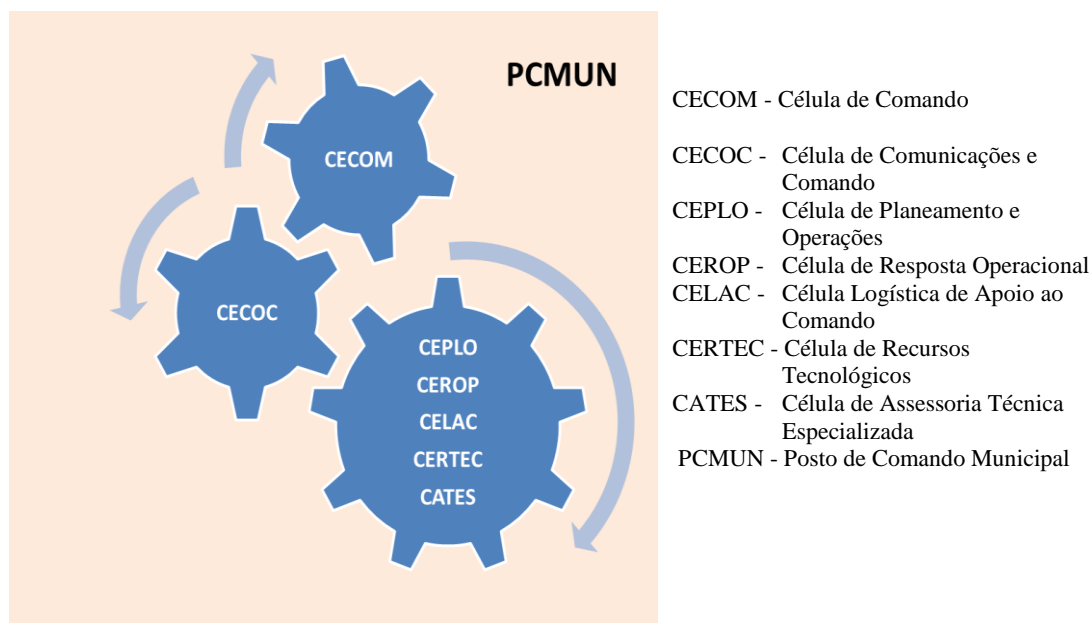 PCMUN
CECOM
CECOC
CEPLO
CEROP
CELAC
CERTEC
CATES
CECOM - Célula de Comando
CECOC - Célula de Comunicações e
Comando
CEPLO - Célula de Planeamento e
Operações
CEROP - Célula de Resposta Operacional
CELAC - Célula Logística de Apoio ao
Comando
CERTEC - Célula de Recursos
Tecnológicos
CATES - Célula de Assessoria Técnica
Especializada
PCMUN - Posto de Comando Municipal